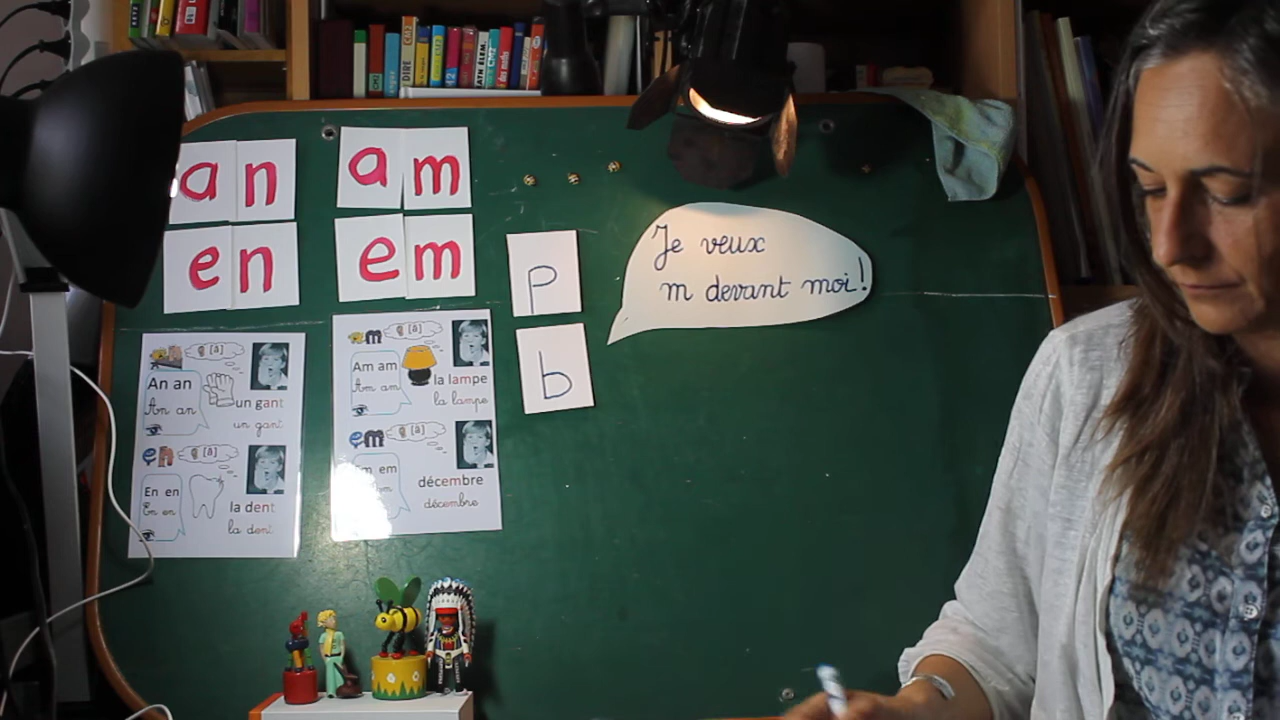 DIRE
CM2
an
am
en
em
p
b
Je veux
m devant moi !
[ã]
An an
An an
un gant
un gant
[ã]
En en
En en
la dent
la dent
[ã]
Am am
Am am
la lampe
la lampe
em
[ã]
em
décembre
décembre